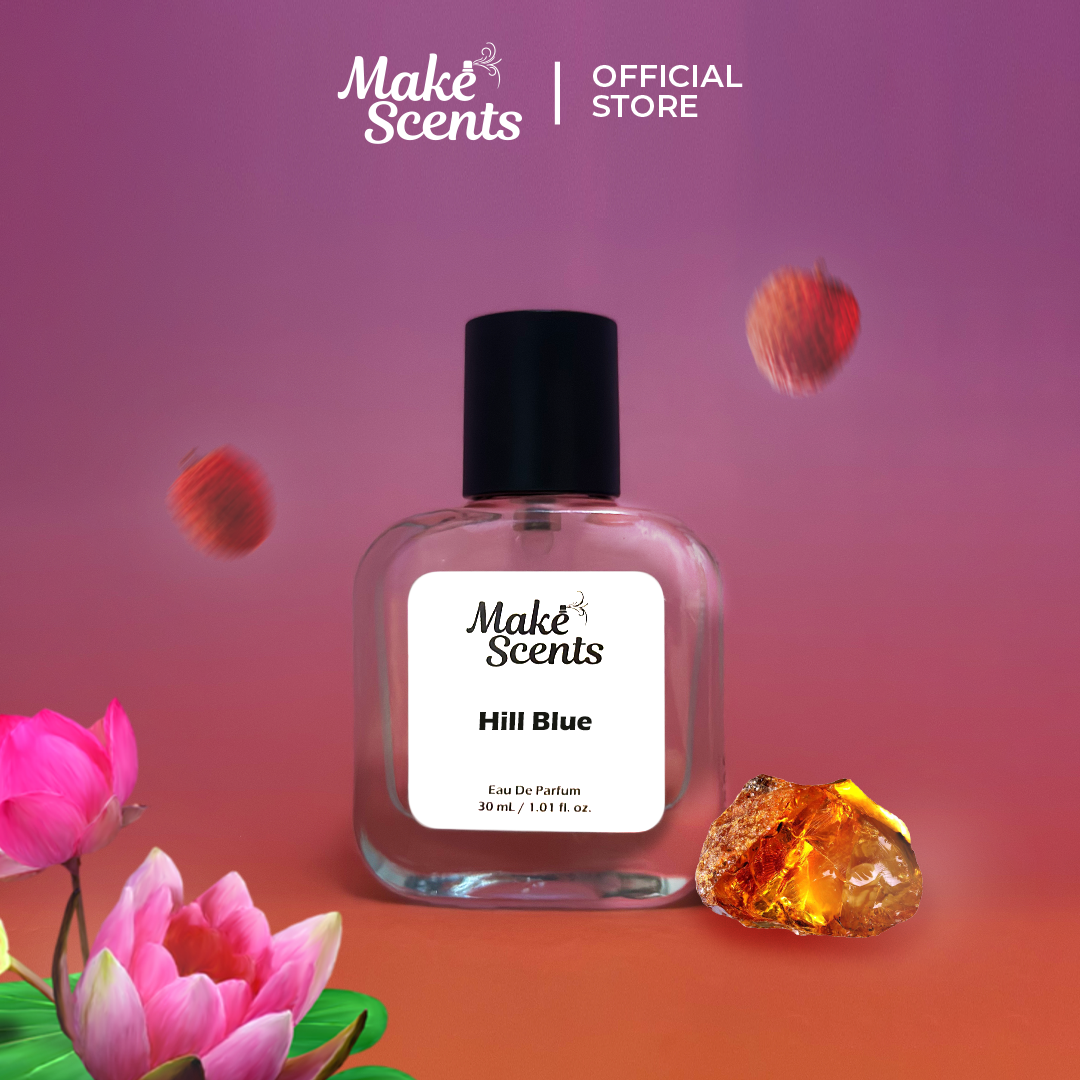 Make
Scents
OFFICIAL
STORE
Make
Scents
Hill Blue
Eau De Parfum
30 mL / 1.01 fl. oz.